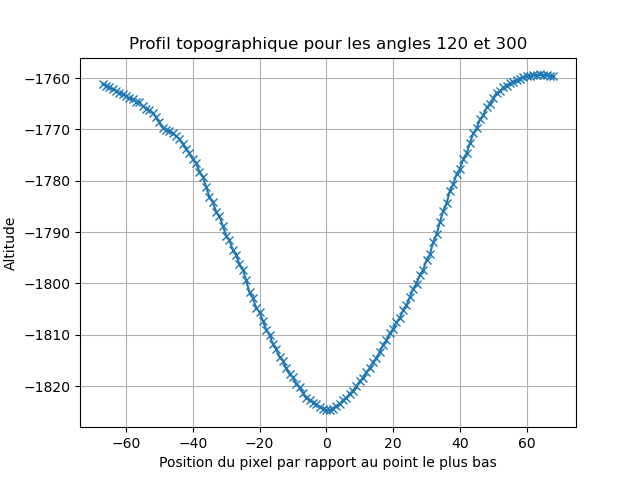 Profil topographique pour les angles 120 et 300
−1760
−1770
−1780
−1790
−1800
−1810
−1820
Altitude
−60 −40 −20 0 20 40 60
Position du pixel par rapport au point le plus bas